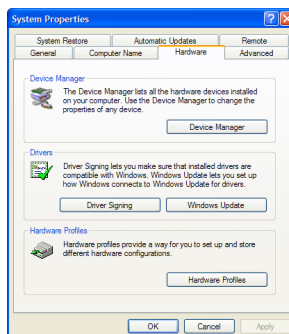 System Properties
System Restore Automatic Updates Remote
General Computer Name Hardware Advanced
Device Manager
The Device Manager lists all the hardware devices installed
on your computer. Use the Device Manager to change the
properties of any device.
Device Manager
Drivers
Driver Signing lets you make sure that installed drivers are
compatible with Windows. Windows Update lets you set up
how Windows connects to Windows Update for drivers.
Driver Signing Windows Update
Hardware Profiles
Hardware profiles provide a way for you to set up and store
different hardware configurations.
Hardware Profiles
OK Cancel Apply